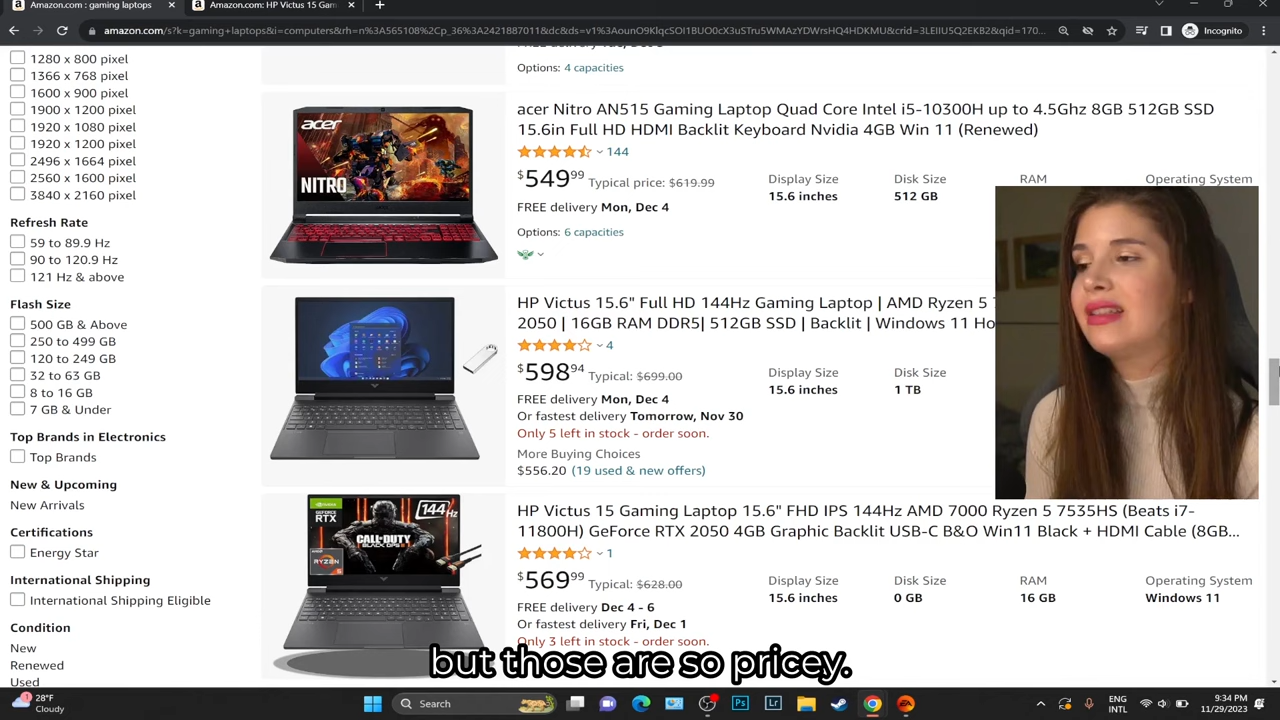 Amazon.com : gaming laptops
Amazon.com: HP Victus 15 Gam
amazon.com/s?k=gaming+laptops&i=computers&rh=n%3A565108%2Cp_36%3A2421887011&dc&ds=v1%3AounO9KlqcSOI1BUO0cX3uSTru5WMAzYDWrsHQ4HDKMU&crid=3LEIIU5Q2EKB2&qid=170...
Incognito
1280 x 800 pixel
1366 x 768 pixel
1600 x 900 pixel
1900 x 1200 pixel
1920 x 1080 pixel
1920 x 1200 pixel
2496 x 1664 pixel
2560 x 1600 pixel
3840 x 2160 pixel
Refresh Rate
59 to 89.9 Hz
90 to 120.9 Hz
121 Hz & above
Flash Size
500 GB & Above
250 to 499 GB
120 to 249 GB
32 to 63 GB
8 to 16 GB
7 GB & Under
Top Brands in Electronics
Top Brands
New & Upcoming
New Arrivals
Certifications
Energy Star
International Shipping
International Shipping Eligible
Condition
New
Renewed
Used
Options: 4 capacities
acer
NITRO
acer Nitro AN515 Gaming Laptop Quad Core Intel i5-10300H up to 4.5Ghz 8GB 512GB SSD
15.6in Full HD HDMI Backlit Keyboard Nvidia 4GB Win 11 (Renewed)
144
$549.99 Typical price: $619.99
FREE delivery Mon, Dec 4
Options: 6 capacities
Display Size Disk Size RAM Operating System
15.6 inches 512 GB
HP Victus 15.6" Full HD 144Hz Gaming Laptop | AMD Ryzen 5
2050 | 16GB RAM DDR5| 512GB SSD | Backlit | Windows 11 Ho
4
$598.94 Typical: $699.00
FREE delivery Mon, Dec 4
Or fastest delivery Tomorrow, Nov 30
Only 5 left in stock - order soon.
More Buying Choices
$556.20 (19 used & new offers)
Display Size Disk Size
15.6 inches 1 TB
GEFORCE
RTX
144
Hz
CALL OF DUTY
BLACK OPS
AMD
RYZEN
5
HP Victus 15 Gaming Laptop 15.6" FHD IPS 144Hz AMD 7000 Ryzen 5 7535HS (Beats i7-
11800H) GeForce RTX 2050 4GB Graphic Backlit USB-C B&O Win11 Black + HDMI Cable (8GB...
1
$569.99 Typical: $628.00
FREE delivery Dec 4 - 6
Or fastest delivery Fri, Dec 1
Only 3 left in stock - order soon.
Display Size Disk Size RAM Operating System
15.6 inches 0 GB 16 GB Windows 11
but those are so pricey.
28°F
Cloudy
Search
Ps
Lr
ENG
INTL
9:34 PM
11/29/2023